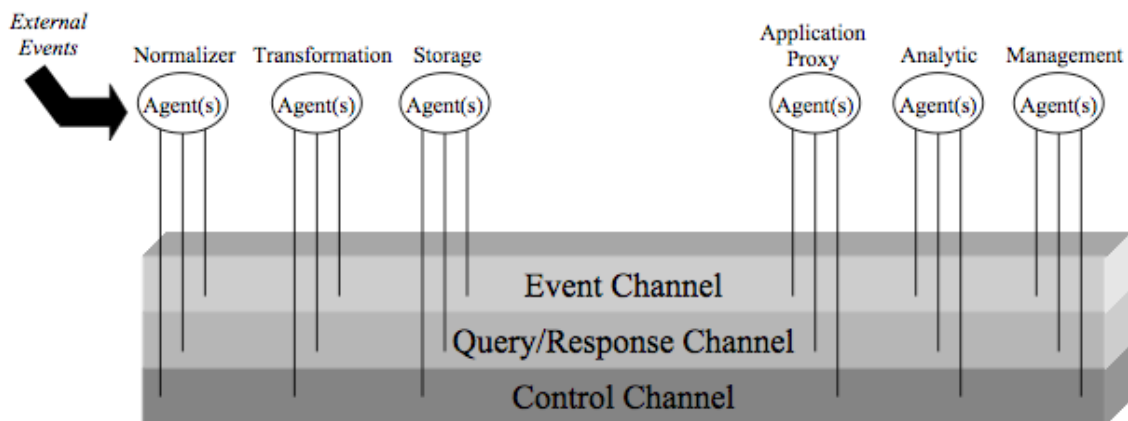 External
Events
Normalizer
Transformation
Storage
Application
Proxy
Analytic
Management
Agent(s)
Agent(s)
Agent(s)
Agent(s)
Agent(s)
Agent(s)
Event Channel
Query/Response Channel
Control Channel